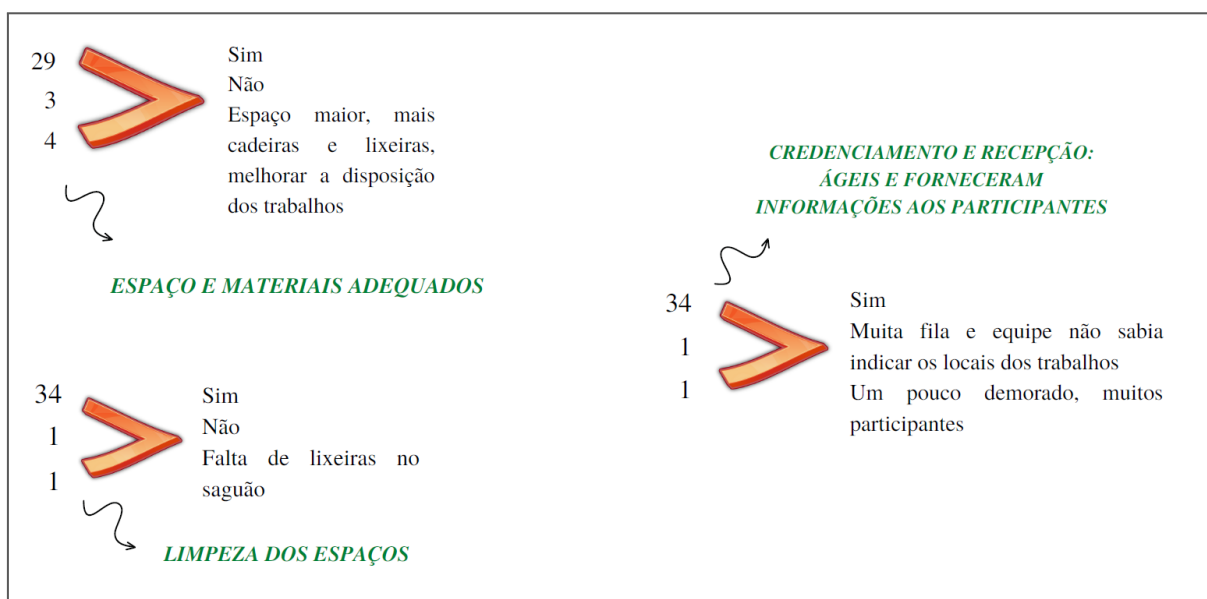 29
3
4
Sim
Não
Espaço maior, mais
cadeiras e lixeiras,
melhorar a disposição
dos trabalhos
ESPAÇO E MATERIAIS ADEQUADOS
34
1
1
Sim
Não
Falta de lixeiras no
saguão
LIMPEZA DOS ESPAÇOS
CREDENCIAMENTO E RECEPÇÃO:
ÁGEIS E FORNECERAM
INFORMAÇÕES AOS PARTICIPANTES
34
1
1
Sim
Muita fila e equipe não sabia
indicar os locais dos trabalhos
Um pouco demorado, muitos
participantes